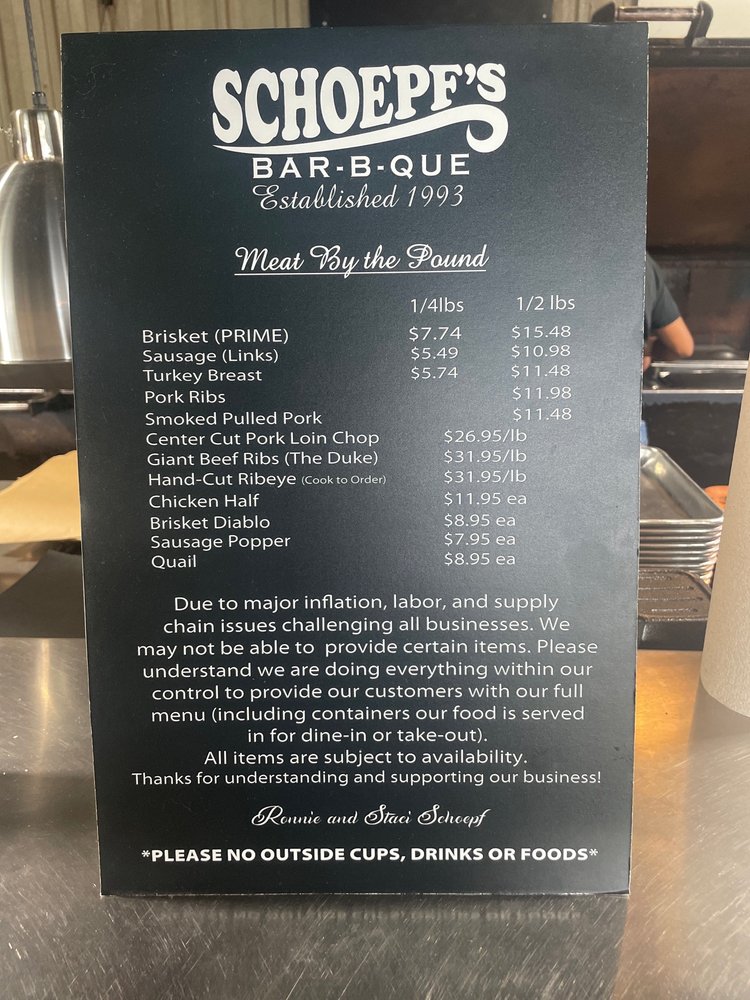 SCHOEPF'S
BAR-B-QUE
Established 1993
Meat By the Pound
1/4lbs 1/2 lbs
Brisket (PRIME) $7.74 $15.48
Sausage (Links) $5.49 $10.98
Turkey Breast $5.74 $11.48
Pork Ribs $11.98
Smoked Pulled Pork $11.48
Center Cut Pork Loin Chop $26.95/lb
Giant Beef Ribs (The Duke) $31.95/lb
Hand-Cut Ribeye (Cook to Order) $31.95/lb
Chicken Half $11.95 ea
Brisket Diablo $8.95 ea
Sausage Popper $7.95 ea
Quail $8.95 ea
Due to major inflation, labor, and supply
chain issues challenging all businesses. We
may not be able to provide certain items. Please
understand we are doing everything within our
control to provide our customers with our full
menu (including containers our food is served
in for dine-in or take-out).
All items are subject to availability.
Thanks for understanding and supporting our business!
Ronnie and Staci Schoepf
*PLEASE NO OUTSIDE CUPS, DRINKS OR FOODS*